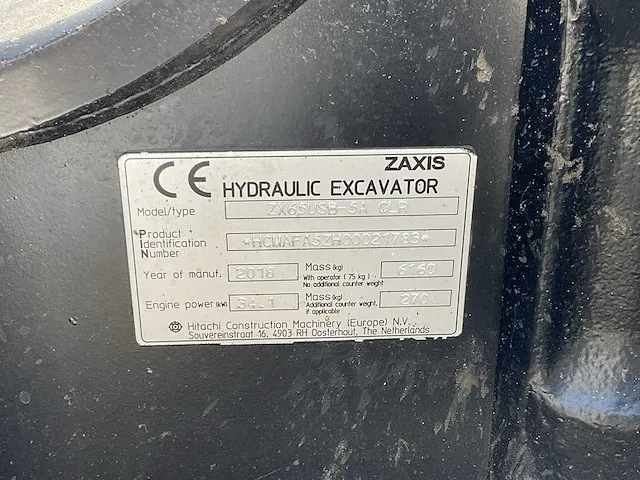 CE ZAXIS
HYDRAULIC EXCAVATOR
Model/type ZX65USB-5A CLR
Product
Identification *HCWAFA5ZH00021783*
Number
Year of manuf. 2018 Mass(kg) With operator (75 kg) No additional counter weight 6160
Engine power(kW) 34.1 Mass(kg) Additional counter weight, if applicable 270
Hitachi Construction Machinery (Europe) N.V.
Souvereinstraat 16, 4903 RH Oosterhout, The Netherlands